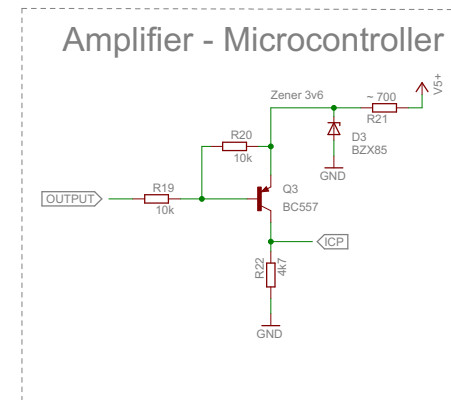 Amplifier - Microcontroller
Zener 3v6
~ 700
R21
V5+
D3
BZX85
GND
R20
10k
OUTPUT
R19
10k
Q3
BC557
ICP
R22
4k7
GND